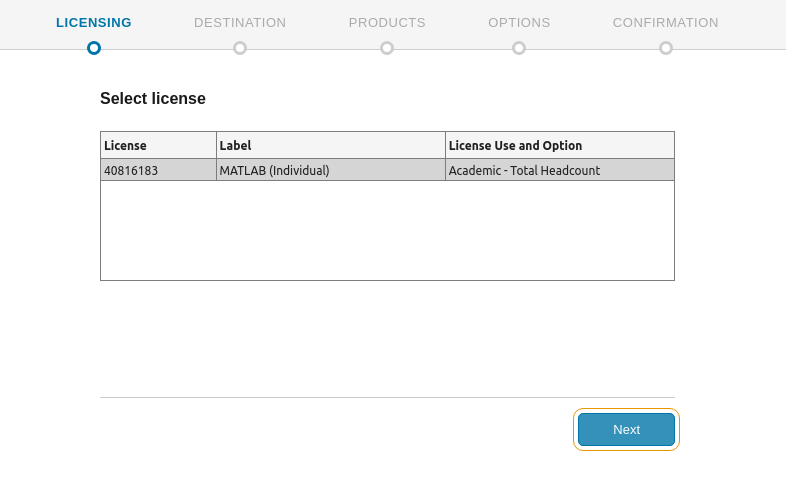 LICENSING DESTINATION PRODUCTS OPTIONS CONFIRMATION
Select license
License Label License Use and Option
40816183 MATLAB (Individual) Academic - Total Headcount
Next